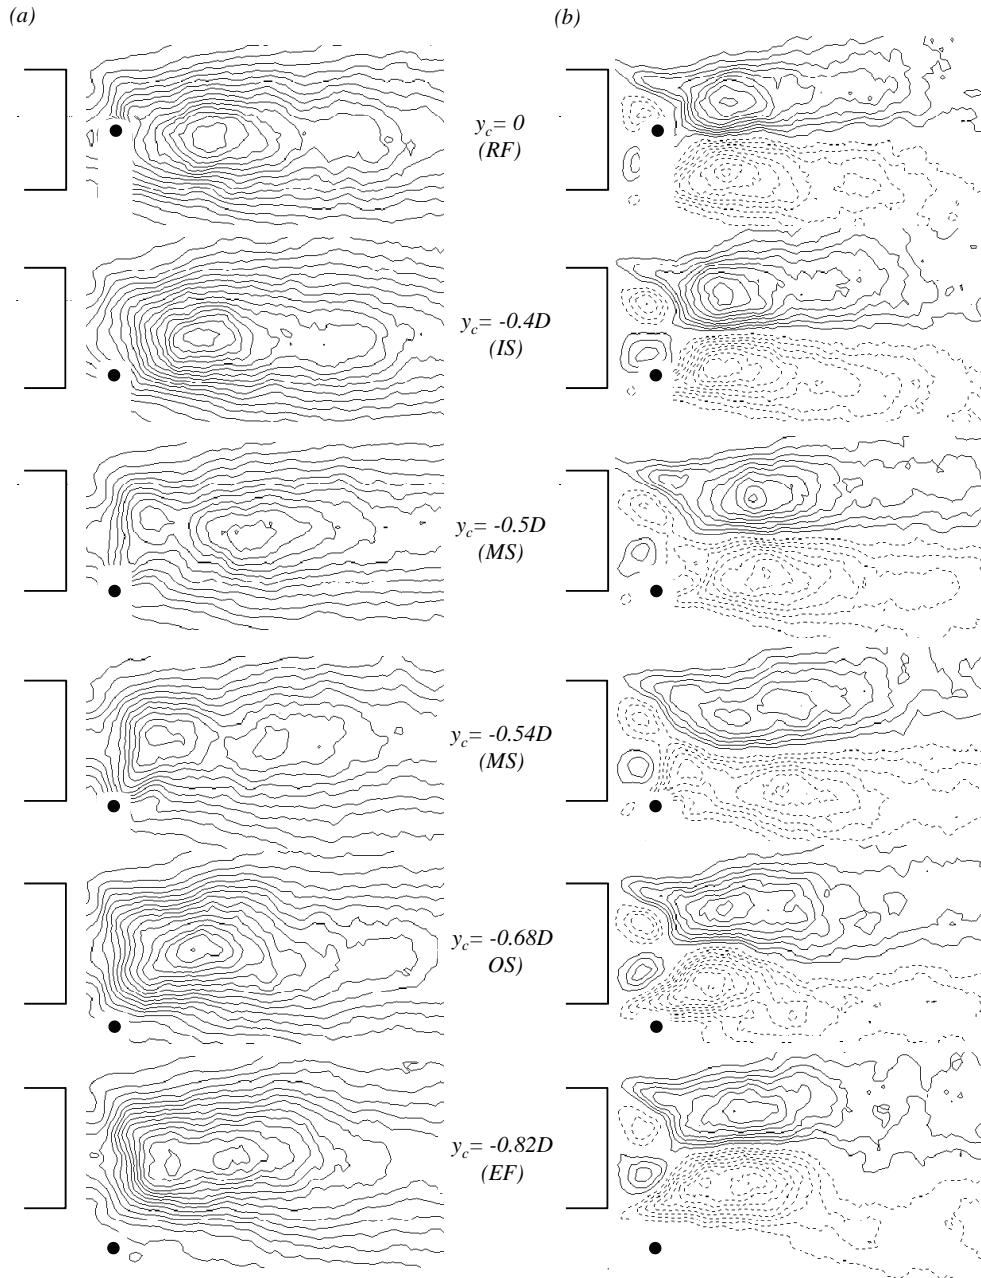 (a)
(b)
y_c= 0
(RF)
y_c= -0.4D
(IS)
y_c= -0.5D
(MS)
y_c= -0.54D
(MS)
y_c= -0.68D
OS)
y_c= -0.82D
(EF)